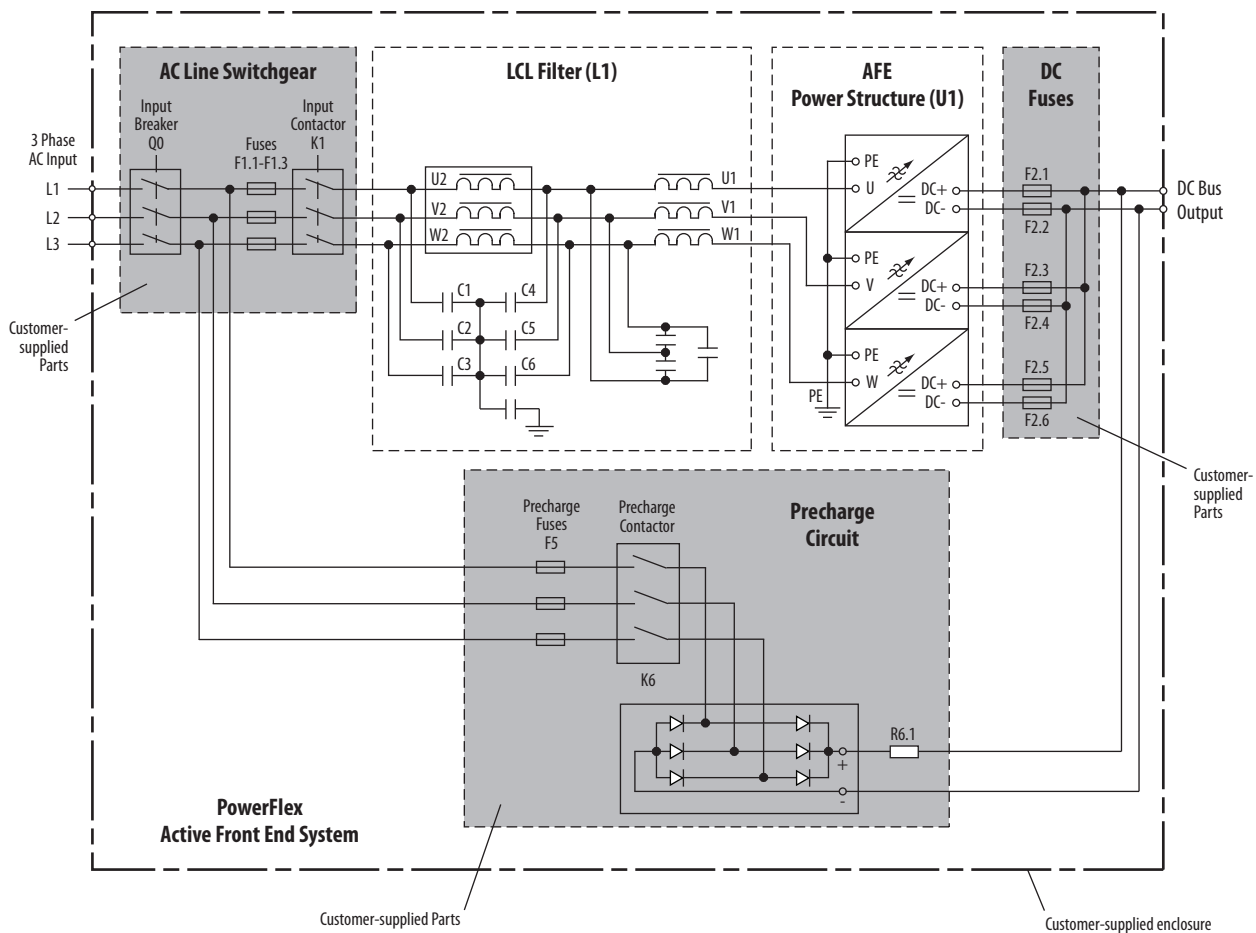 AC Line Switchgear
Input
Breaker
Q0
Fuses
F1.1-F1.3
Input
Contactor
K1
3 Phase
AC Input
L1
L2
L3
Customer-
supplied
Parts
LCL Filter (L1)
U2
V2
W2
U1
V1
W1
C1
C4
C2
C5
C3
C6
AFE
Power Structure (U1)
PE
U
DC+
DC-
PE
V
DC+
DC-
PE
W
DC+
DC-
PE
DC
Fuses
F2.1
F2.2
F2.3
F2.4
F2.5
F2.6
DC Bus
Output
Customer-
supplied
Parts
Precharge
Fuses
F5
Precharge
Contactor
K6
Precharge
Circuit
R6.1
+
-
PowerFlex
Active Front End System
Customer-supplied Parts
Customer-supplied enclosure